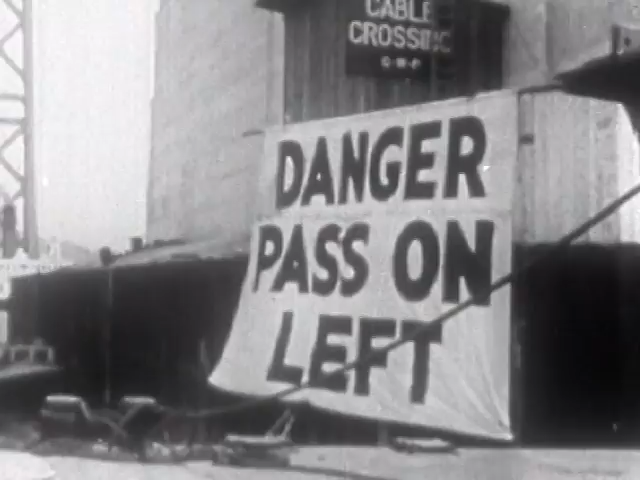 CABLE
CROSSING
G·N·P
DANGER
PASS ON
LEFT